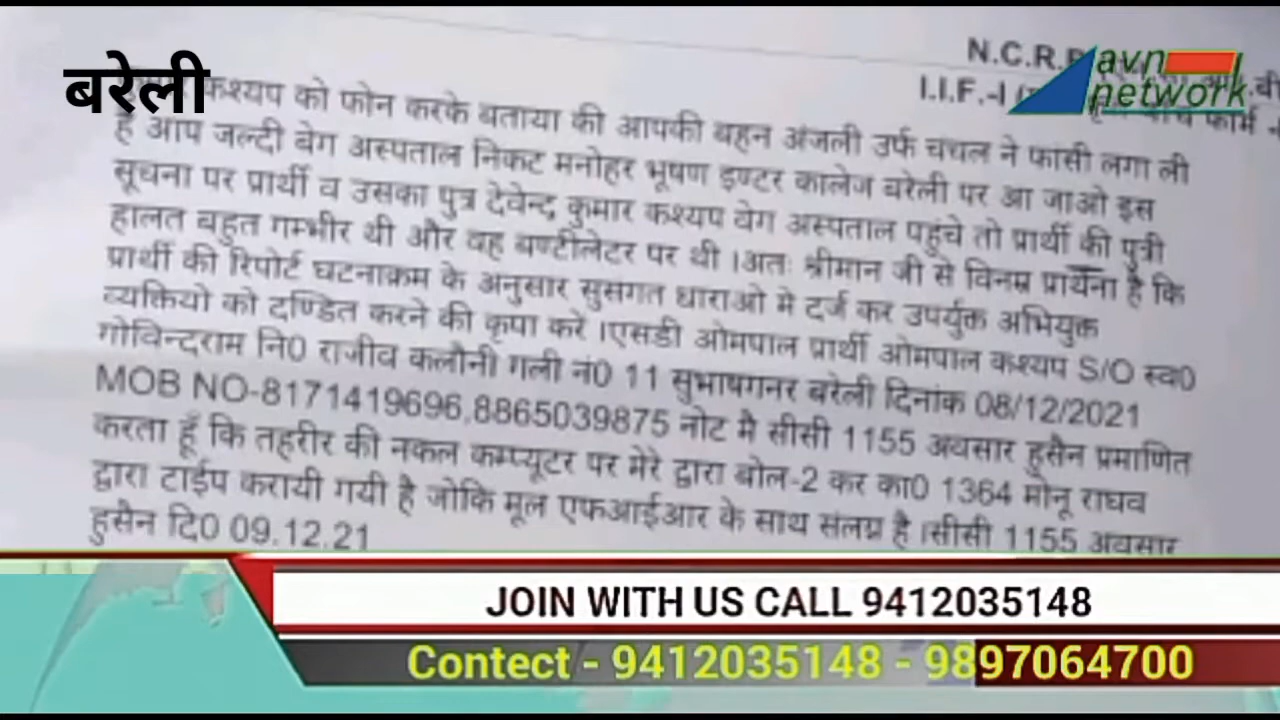 बरेली
N.C.R.B
avn
network
I.I.F.-I
कश्यप को फोन करके बताया की आपकी बहन अंजली उर्फ चंचल ने फांसी लगा ली
है आप जल्दी बेग अस्पताल निकट मनोहर भूषण इण्टर कालेज बरेली पर आ जाओ इस
सूचना पर प्रार्थी व उसका पुत्र देवेन्द्र कुमार कश्यप वेग अस्पताल पहुंचे तो प्रार्थी की पुत्री
हालत बहुत गम्भीर थी और वह वण्टीलेटर पर थी ।अतः श्रीमान जी से विनम्र प्रार्थना है कि
प्रार्थी की रिपोर्ट घटनाक्रम के अनुसार सुसगत धाराओ मे दर्ज कर उपर्युक्त अभियुक्त
व्यक्तियो को दण्डित करने की कृपा करे ।एसडी ओमपाल प्रार्थी ओमपाल कश्यप S/O स्व0
गोविन्दराम नि0 राजीव कलौनी गली नं0 11 सुभाषगनर बरेली दिनांक 08/12/2021
MOB NO-8171419696,8865039875 नोट मै सीसी 1155 अवसार हुसैन प्रमाणित
करता हूँ कि तहरीर की नकल कम्प्यूटर पर मेरे द्वारा बोल-2 कर का0 1364 मोनू राघव
द्वारा टाईप करायी गयी है जोकि मूल एफआईआर के साथ संलग्न है ।सीसी 1155 अवसार
हुसैन दि0 09.12.21
JOIN WITH US CALL 9412035148
Contect - 9412035148 - 9897064700